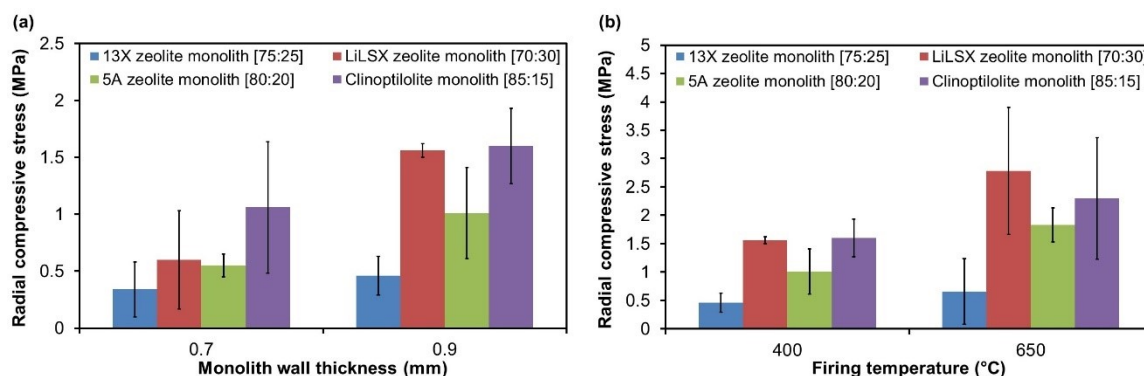 (a)
Radial compressive stress (MPa)
2.5
2
1.5
1
0.5
0
13X zeolite monolith [75:25]
LiLSX zeolite monolith [70:30]
5A zeolite monolith [80:20]
Clinoptilolite monolith [85:15]
0.7
0.9
Monolith wall thickness (mm)
(b)
Radial compressive stress (MPa)
5
4.5
4
3.5
3
2.5
2
1.5
1
0.5
0
13X zeolite monolith [75:25]
LiLSX zeolite monolith [70:30]
5A zeolite monolith [80:20]
Clinoptilolite monolith [85:15]
400
650
Firing temperature (°C)